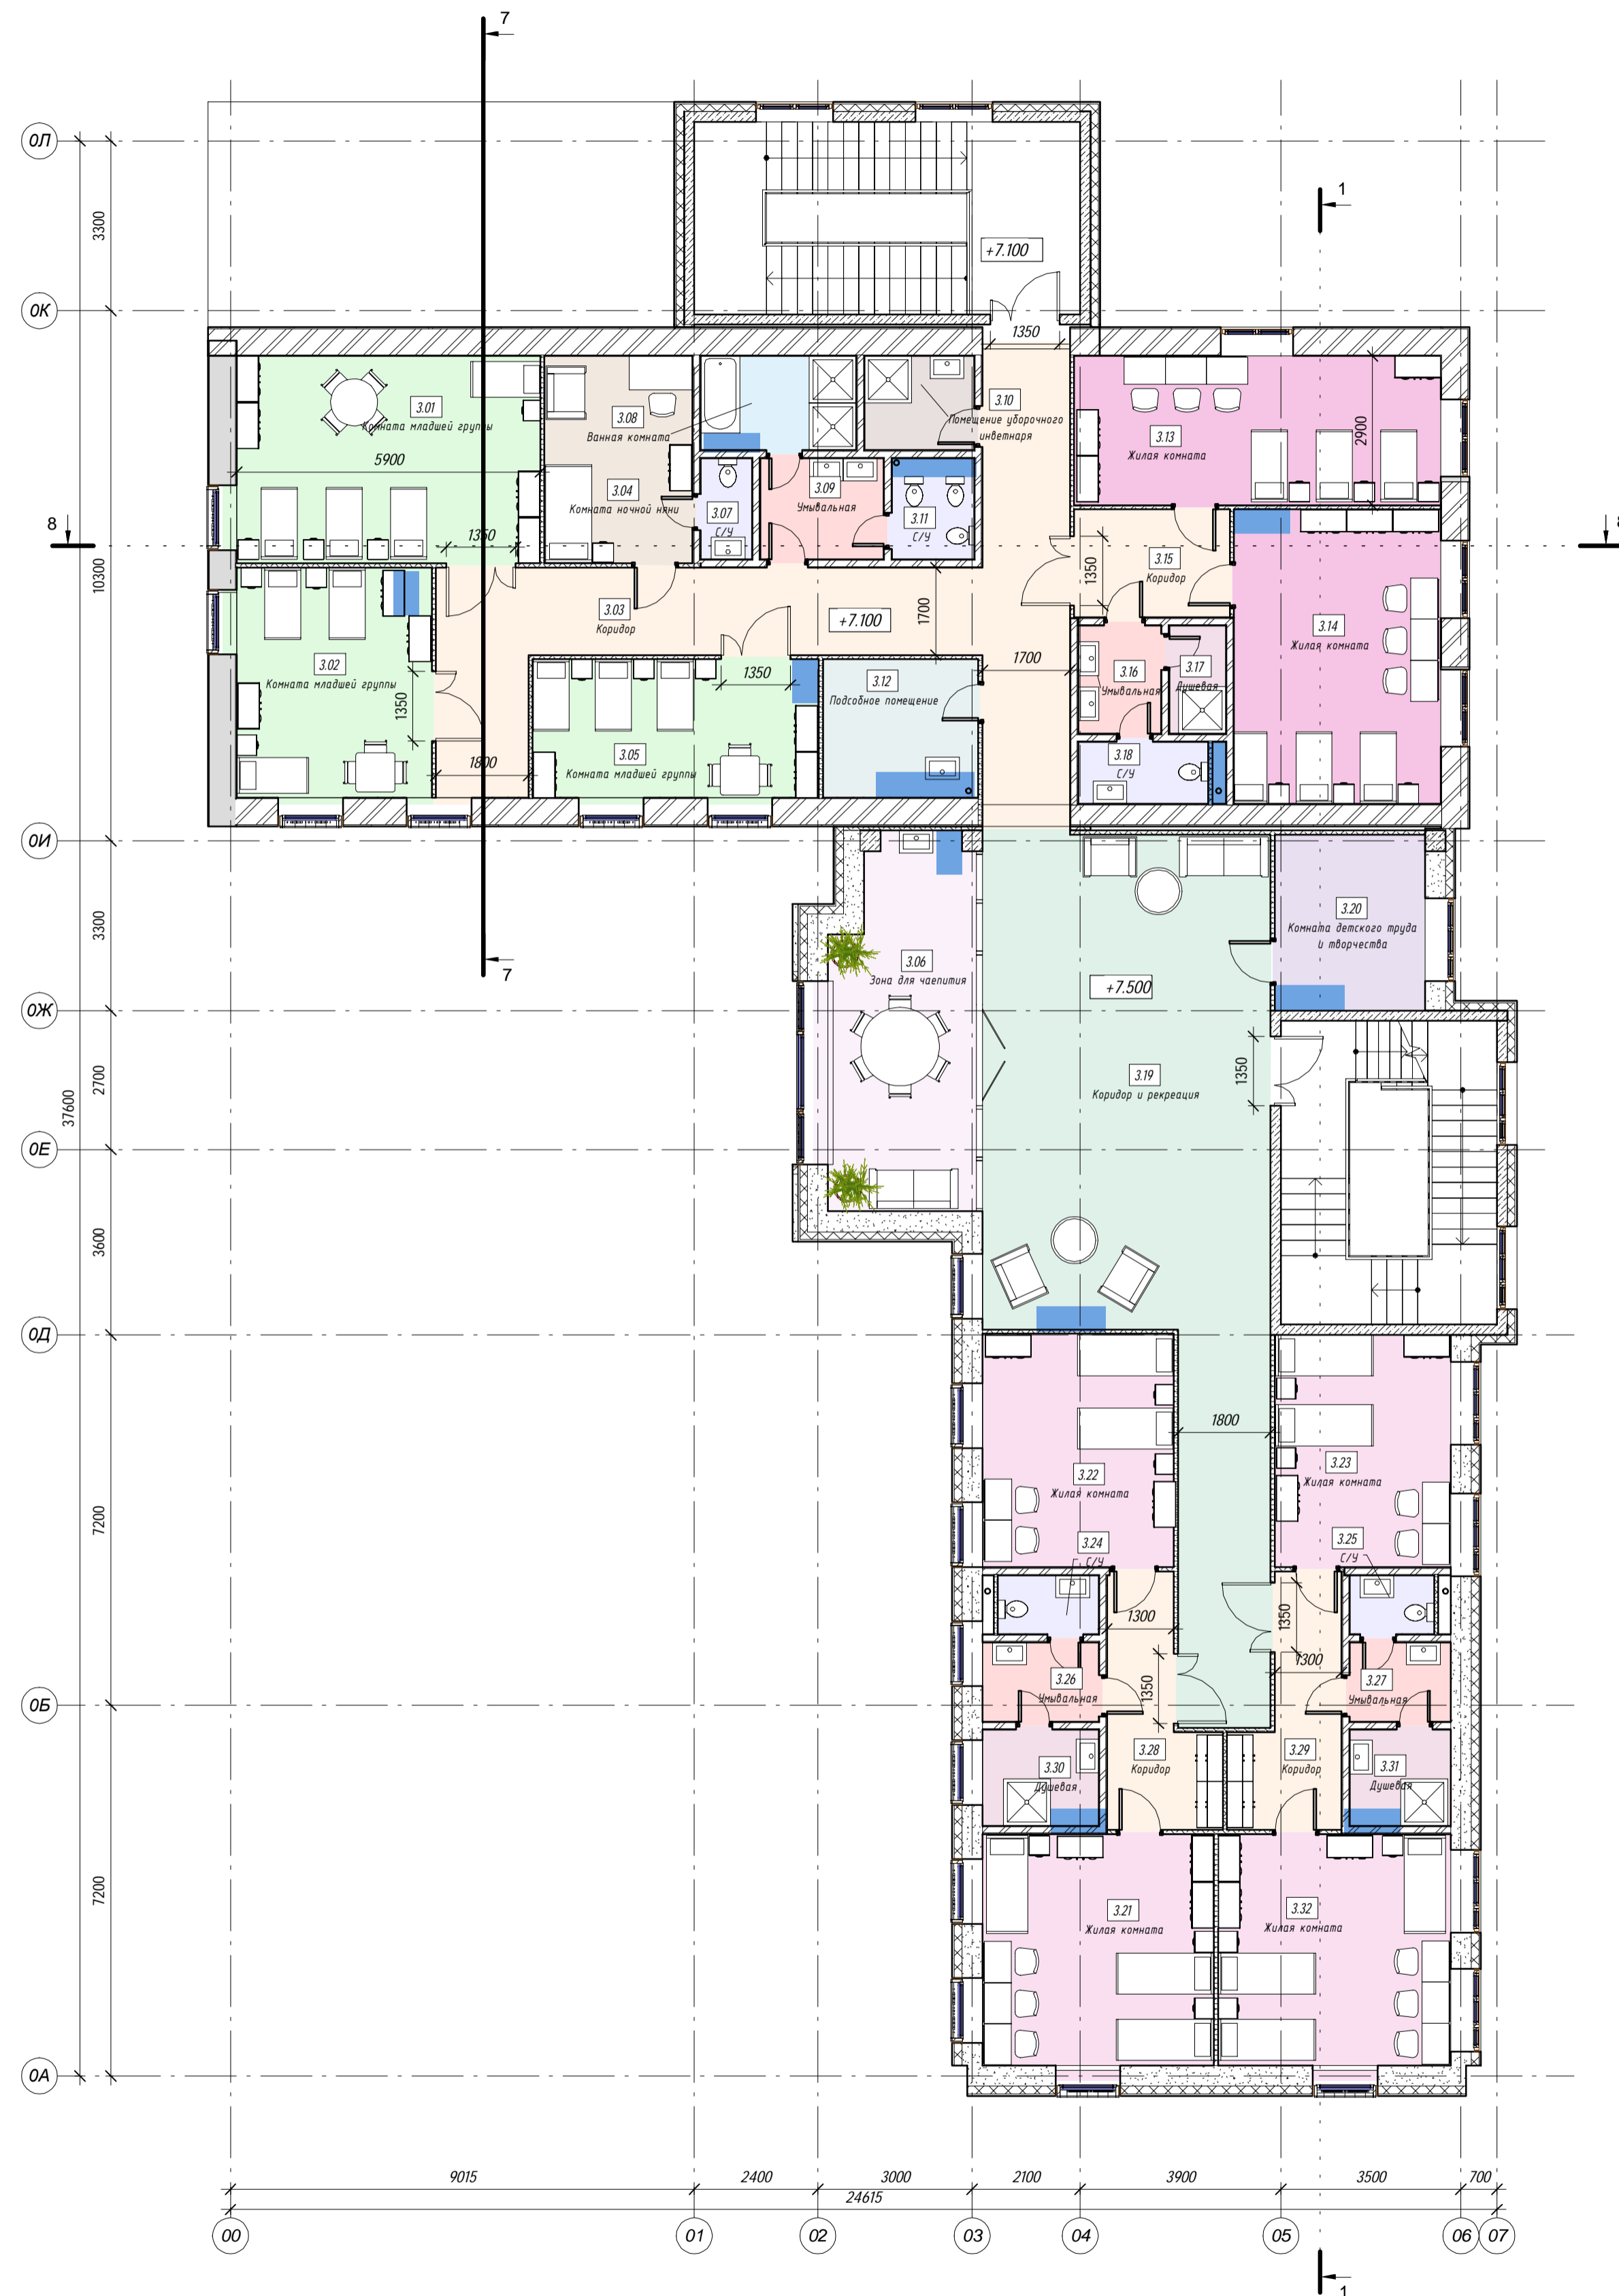 7
0Л
3300
1
+7.100
0К
1350
3.01
Комната младшей группы
5900
3.08
Ванная комната
3.10
Помещение уборочного
инветнаря
3.13
Жилая комната
2900
3.04
Комната ночной няни
3.07
С/У
3.09
Умывальная
3.11
С/У
8
8
1350
10300
3.03
Коридор
+7.100
1700
1350
3.15
Коридор
3.14
Жилая комната
3.02
Комната младшей группы
1350
1800
1350
3.05
Комната младшей группы
3.12
Подсобное помещение
1700
3.16
Умывальная
3.17
Душевая
3.18
С/У
0И
3300
7
3.06
Зона для чаепития
+7.500
3.20
Комната детского труда
и творчества
0Ж
2700
37600
3.19
Коридор и рекреация
1350
0Е
3600
0Д
7200
1800
3.22
Жилая комната
3.23
Жилая комната
3.24
С/У
3.25
С/У
1300
1350
1350
1300
3.26
Умывальная
3.27
Умывальная
0Б
7200
3.28
Коридор
3.29
Коридор
3.30
Душевая
3.31
Душевая
3.21
Жилая комната
3.32
Жилая комната
0А
9015
2400
3000
2100
3900
3500
700
24615
00
01
02
03
04
05
06
07
1